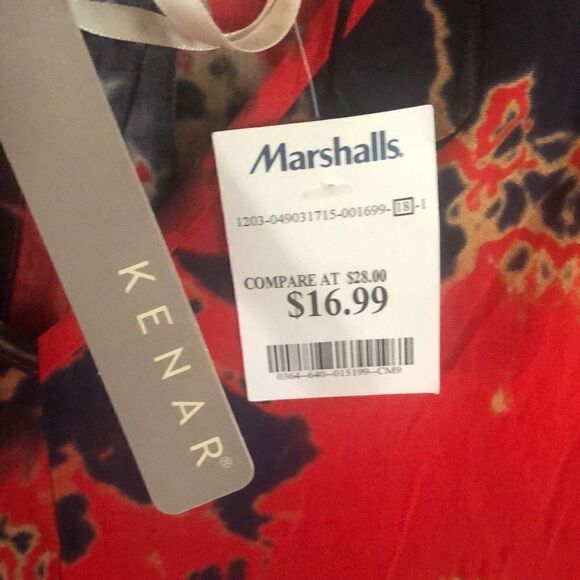 Marshalls.
1203-049031715-001699-18-1
COMPARE AT $28.00
$16.99
0564--640--015199--CM9
KENAR®